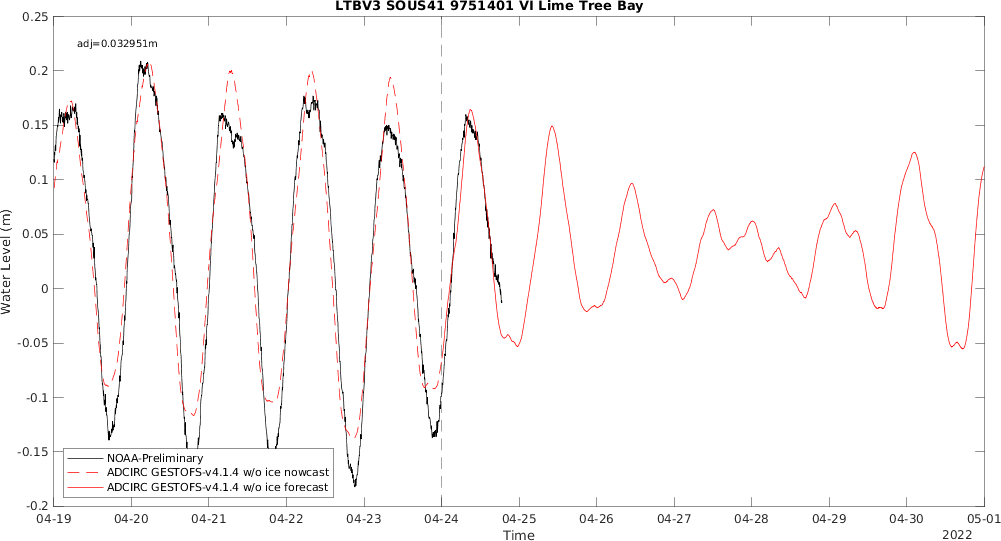 LTBV3 SOUS41 9751401 VI Lime Tree Bay
adj=0.032951m
0.25
0.2
0.15
0.1
0.05
0
-0.05
-0.1
-0.15
-0.2
Water Level (m)
NOAA-Preliminary
ADCIRC GESTOFS-v4.1.4 w/o ice nowcast
ADCIRC GESTOFS-v4.1.4 w/o ice forecast
04-19 04-20 04-21 04-22 04-23 04-24 04-25 04-26 04-27 04-28 04-29 04-30 05-01
Time
2022